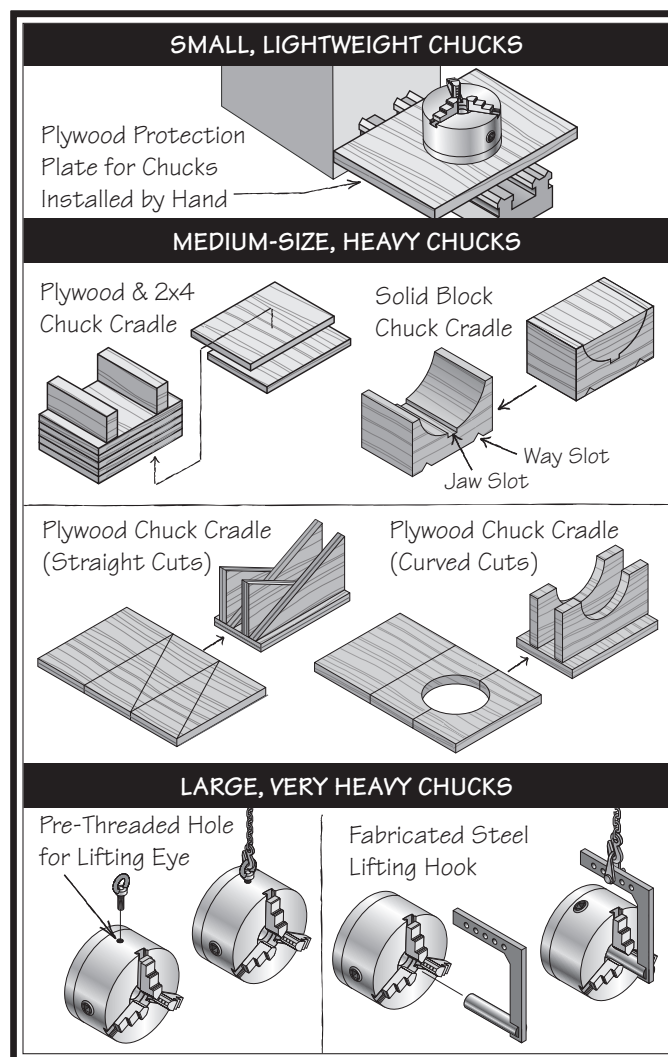 SMALL, LIGHTWEIGHT CHUCKS
Plywood Protection
Plate for Chucks
Installed by Hand
MEDIUM-SIZE, HEAVY CHUCKS
Plywood & 2x4
Chuck Cradle
Solid Block
Chuck Cradle
Way Slot
Jaw Slot
Plywood Chuck Cradle
(Straight Cuts)
Plywood Chuck Cradle
(Curved Cuts)
LARGE, VERY HEAVY CHUCKS
Pre-Threaded Hole
for Lifting Eye
Fabricated Steel
Lifting Hook